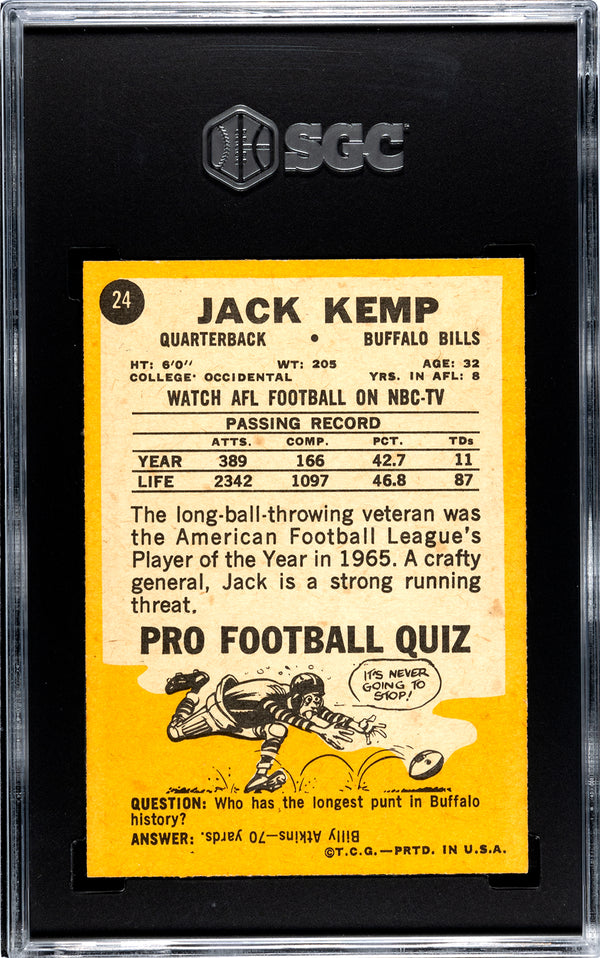 SGC
24
JACK KEMP
QUARTERBACK • BUFFALO BILLS
HT: 6'0" WT: 205 AGE: 32
COLLEGE: OCCIDENTAL YRS. IN AFL: 8
WATCH AFL FOOTBALL ON NBC-TV
PASSING RECORD
ATTS. COMP. PCT. TDs
YEAR 389 166 42.7 11
LIFE 2342 1097 46.8 87
The long-ball-throwing veteran was
the American Football League's
Player of the Year in 1965. A crafty
general, Jack is a strong running
threat.
PRO FOOTBALL QUIZ
IT'S NEVER
GOING TO
STOP!
QUESTION: Who has the longest punt in Buffalo
history?
ANSWER: Billy Atkins—70 yards.
©T.C.G.—PRTD. IN U.S.A.